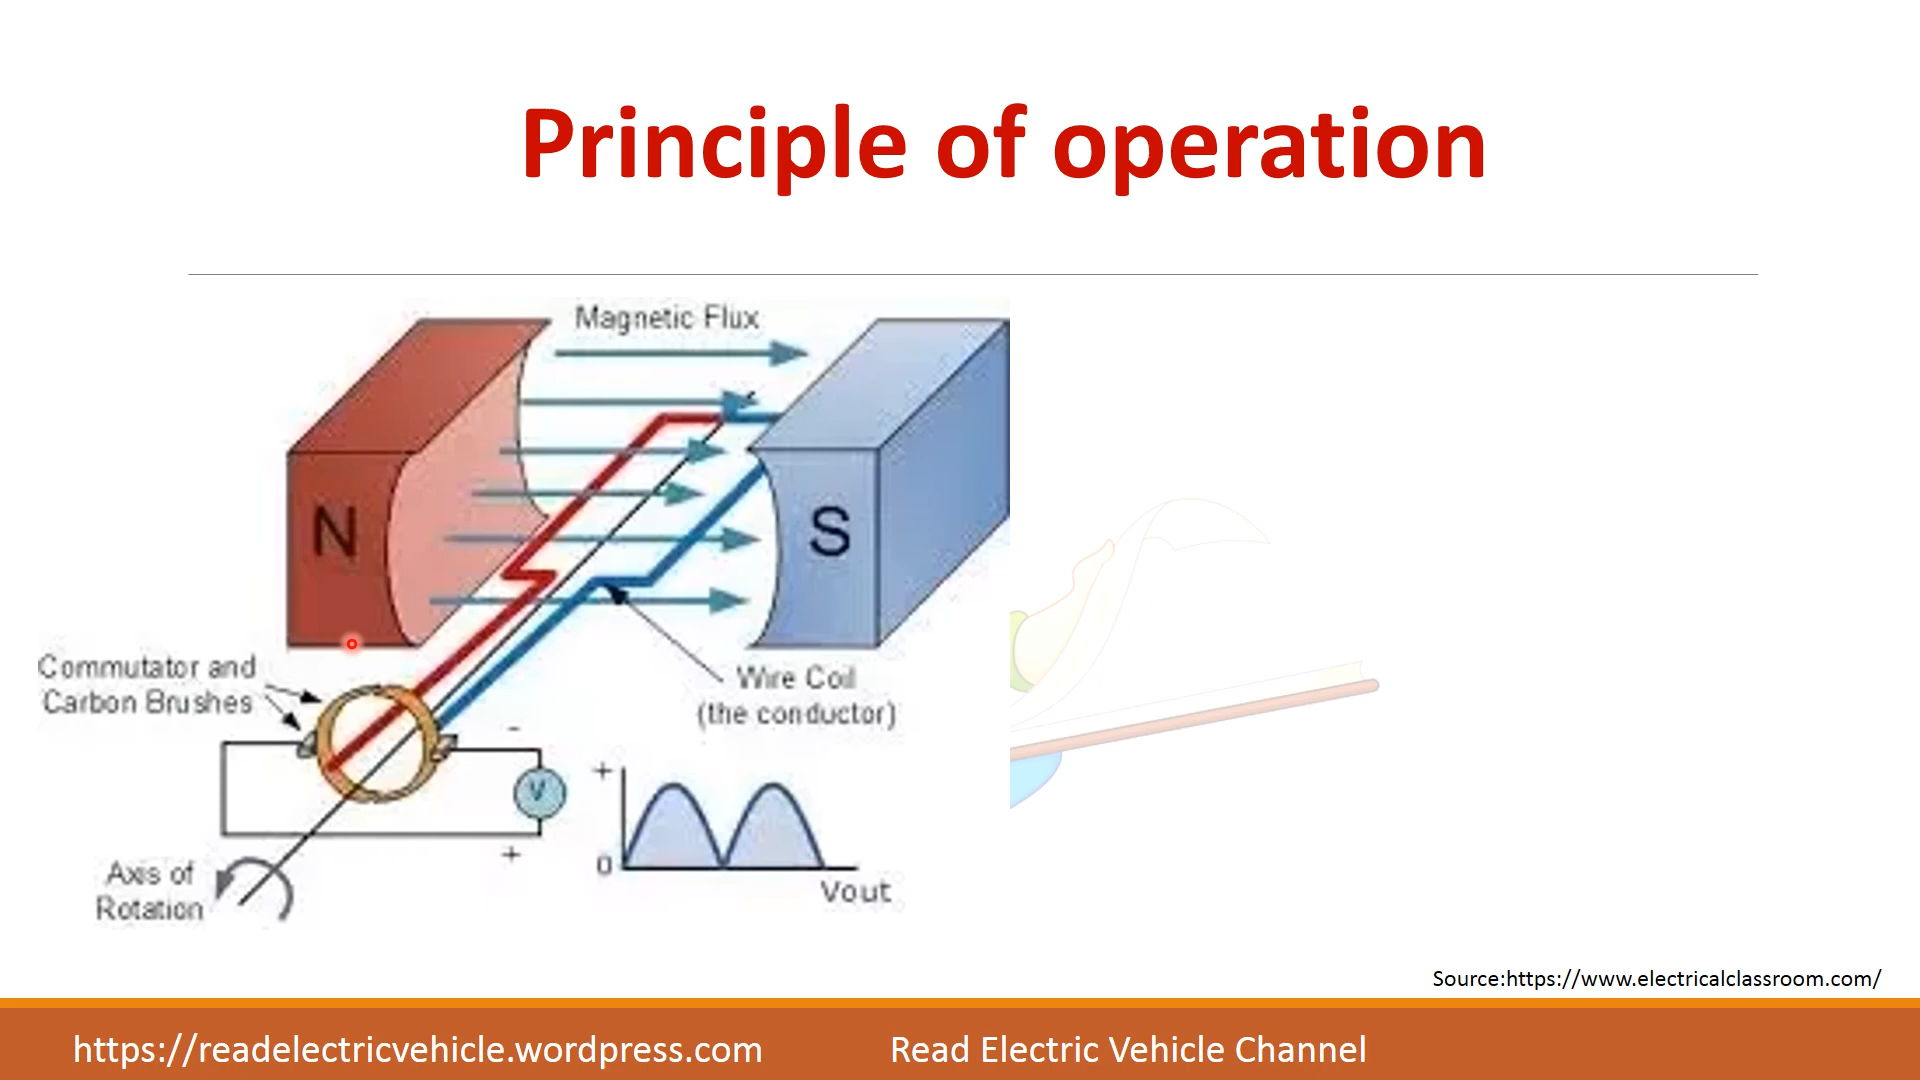 Principle of operation
Magnetic Flux
N
S
Commutator and
Carbon Brushes
Wire Coil
(the conductor)
-
V
+
+
0
Vout
Axis of
Rotation
Source:https://www.electricalclassroom.com/
https://readelectricvehicle.wordpress.com
Read Electric Vehicle Channel